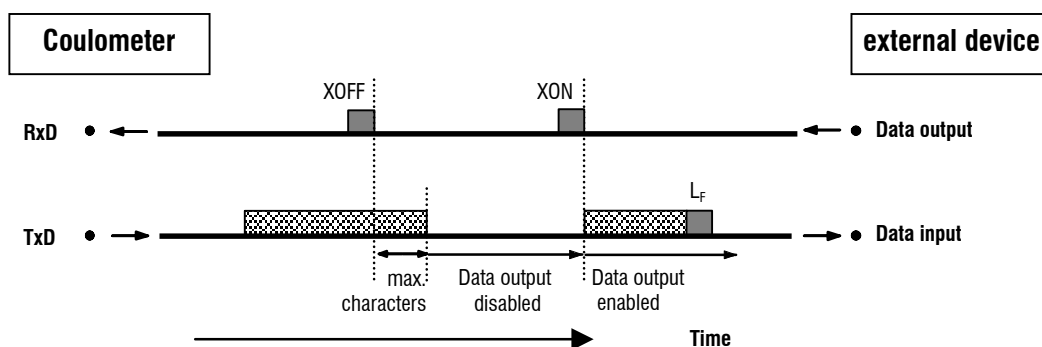 Coulometer
external device
XOFF
XON
RxD
Data output
LF
TxD
Data input
max.
characters
Data output
disabled
Data output
enabled
Time